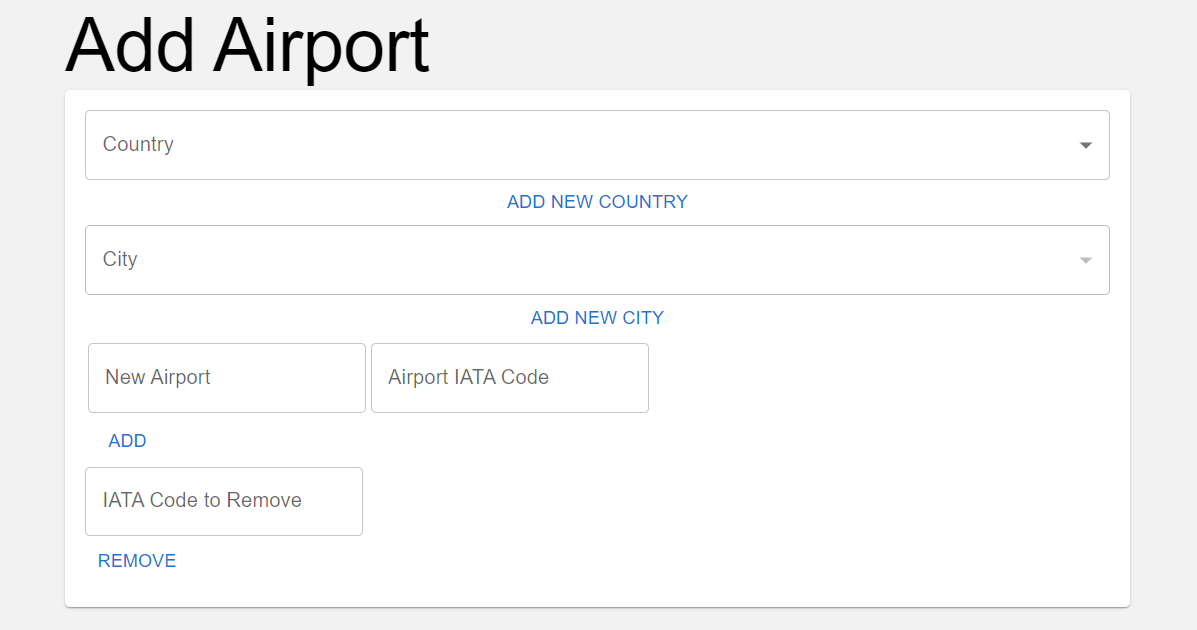 Add Airport
Country
ADD NEW COUNTRY
City
ADD NEW CITY
New Airport Airport IATA Code
ADD
IATA Code to Remove
REMOVE